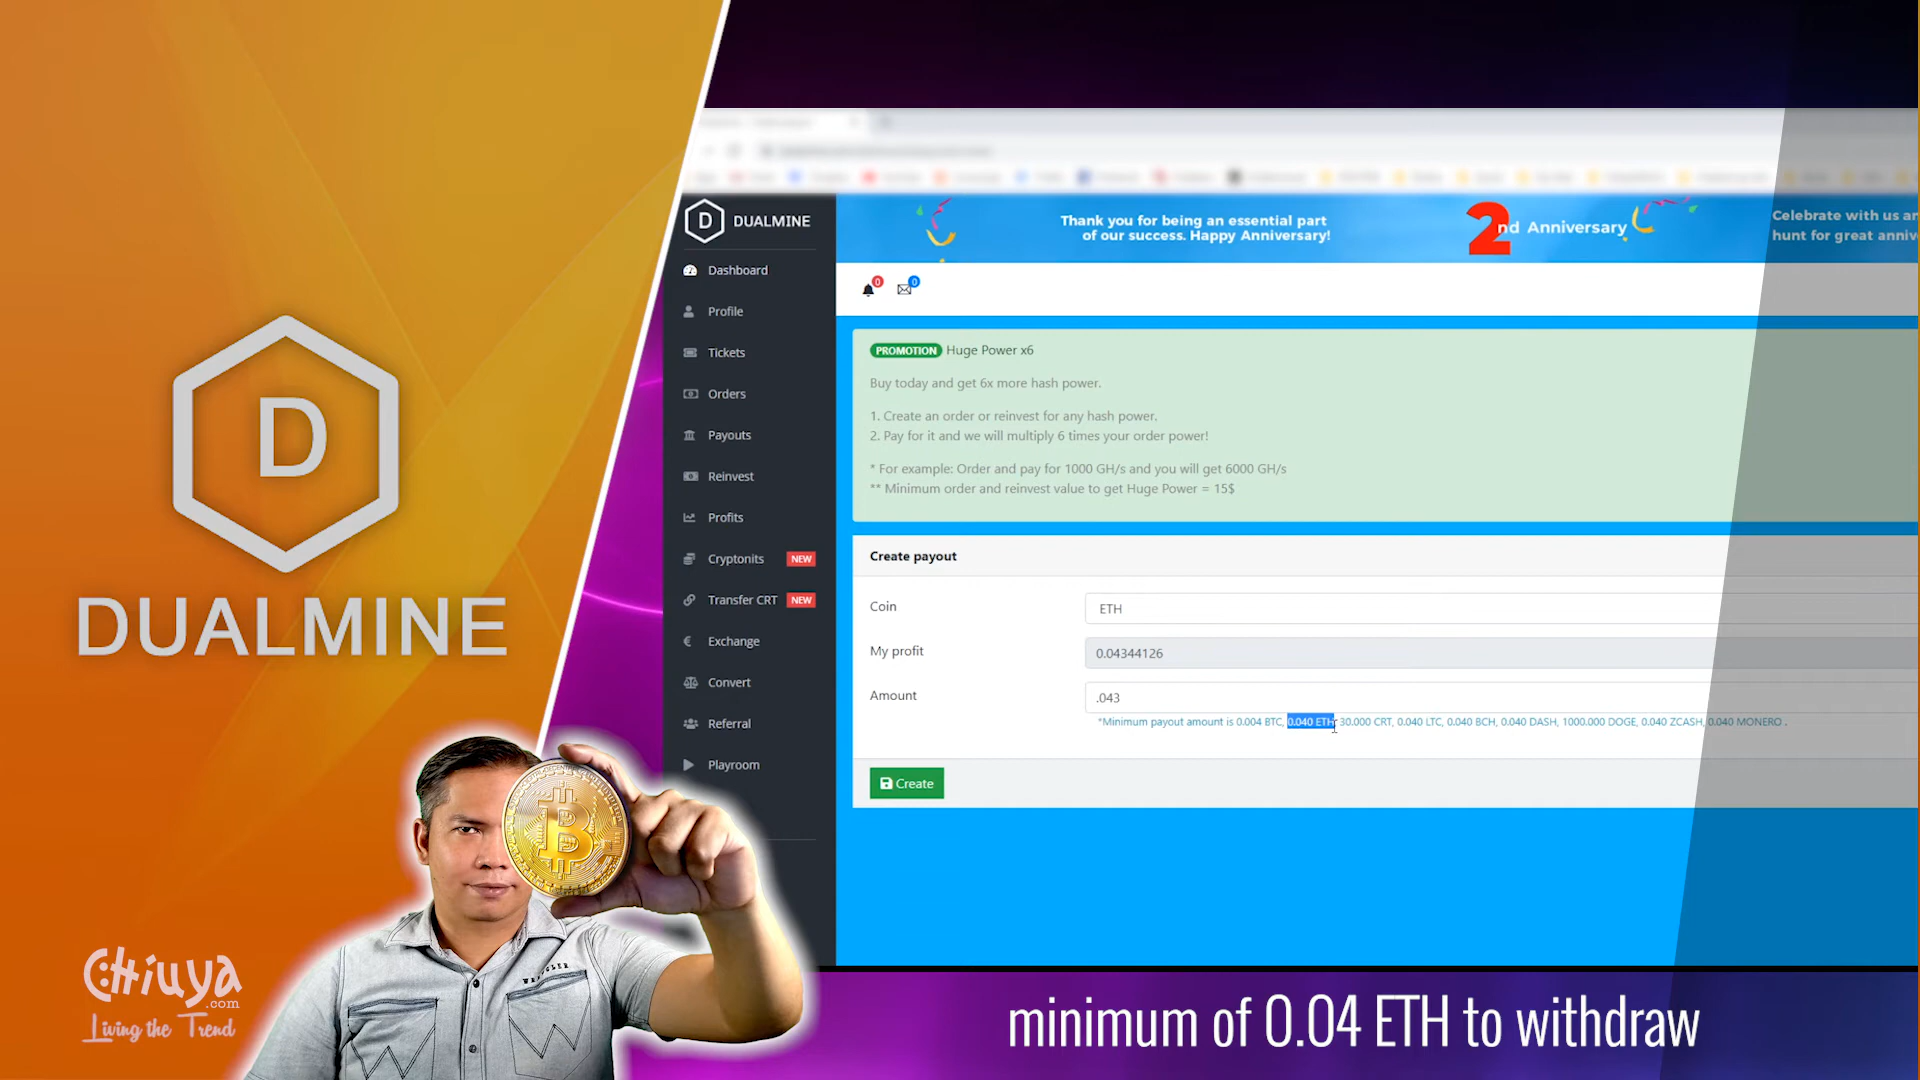 D
DUALMINE
CHiUYA
.com
Living the Trend
WRANGLER
B
D DUALMINE
Dashboard
Profile
Tickets
Orders
Payouts
Reinvest
Profits
Cryptonits NEW
Transfer CRT NEW
Exchange
Convert
Referral
Playroom
Thank you for being an essential part
of our success. Happy Anniversary!
2nd Anniversary
Celebrate with us an
hunt for great anniv
0
0
PROMOTION Huge Power x6
Buy today and get 6x more hash power.
1. Create an order or reinvest for any hash power.
2. Pay for it and we will multiply 6 times your order power!
* For example: Order and pay for 1000 GH/s and you will get 6000 GH/s
** Minimum order and reinvest value to get Huge Power = 15$
Create payout
Coin ETH
My profit 0.04344126
Amount .043
*Minimum payout amount is 0.004 BTC, 0.040 ETH, 30.000 CRT, 0.040 LTC, 0.040 BCH, 0.040 DASH, 1000.000 DOGE, 0.040 ZCASH, 0.040 MONERO .
Create
minimum of 0.04 ETH to withdraw